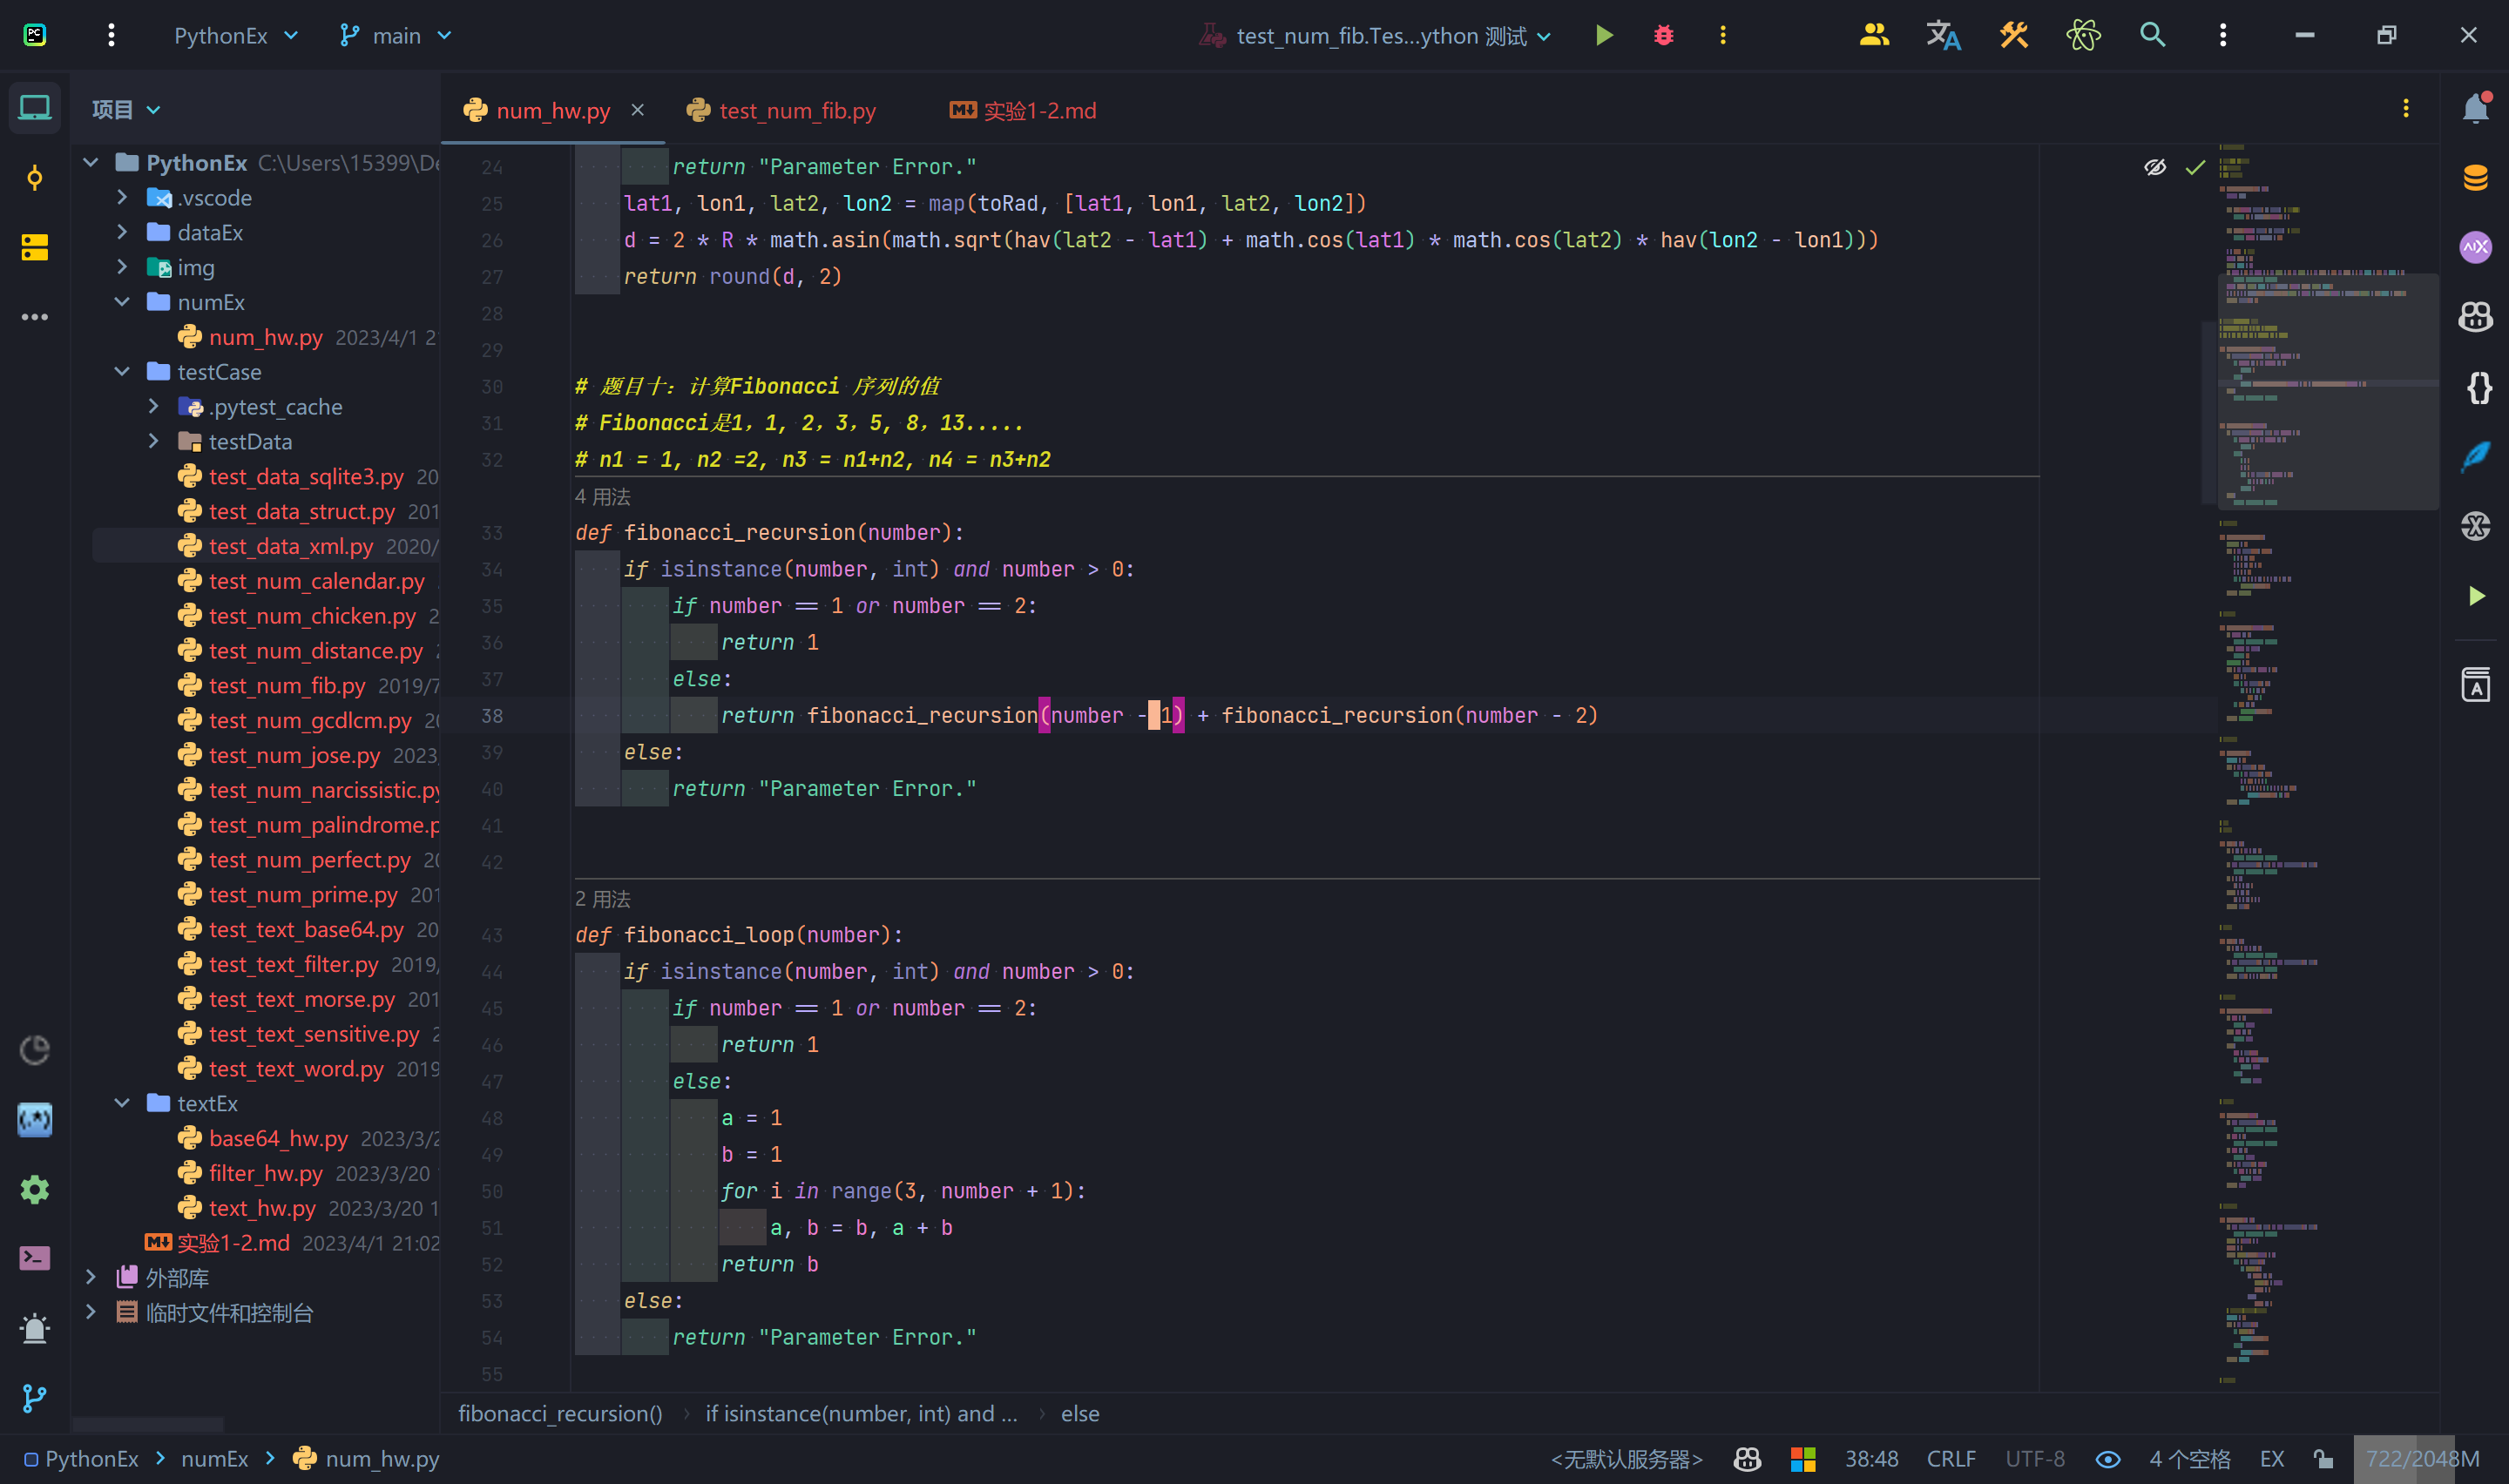 PC PythonEx main test_num_fib.Tes...ython 测试
项目
num_hw.py test_num_fib.py 实验1-2.md
PythonEx C:\Users\15399\De
.vscode
dataEx
img
numEx
num_hw.py 2023/4/1 2
testCase
.pytest_cache
testData
test_data_sqlite3.py 20
test_data_struct.py 201
test_data_xml.py 2020/
test_num_calendar.py
test_num_chicken.py 2
test_num_distance.py
test_num_fib.py 2019/7
test_num_gcdlcm.py 20
test_num_jose.py 2023
test_num_narcissistic.py
test_num_palindrome.p
test_num_perfect.py 20
test_num_prime.py 201
test_text_base64.py 20
test_text_filter.py 2019/
test_text_morse.py 201
test_text_sensitive.py 2
test_text_word.py 2019
textEx
base64_hw.py 2023/3/2
filter_hw.py 2023/3/20
text_hw.py 2023/3/20 1
实验1-2.md 2023/4/1 21:02
外部库
临时文件和控制台
24 return "Parameter Error."
25 lat1, lon1, lat2, lon2 = map(toRad, [lat1, lon1, lat2, lon2])
26 d = 2 * R * math.asin(math.sqrt(hav(lat2 - lat1) + math.cos(lat1) * math.cos(lat2) * hav(lon2 - lon1)))
27 return round(d, 2)
28
29
30 # 题目十：计算Fibonacci 序列的值
31 # Fibonacci是1，1, 2，3，5, 8，13.....
32 # n1 = 1, n2 =2, n3 = n1+n2, n4 = n3+n2
4 用法
33 def fibonacci_recursion(number):
34 if isinstance(number, int) and number > 0:
35 if number == 1 or number == 2:
36 return 1
37 else:
38 return fibonacci_recursion(number - 1) + fibonacci_recursion(number - 2)
39 else:
40 return "Parameter Error."
41
42
2 用法
43 def fibonacci_loop(number):
44 if isinstance(number, int) and number > 0:
45 if number == 1 or number == 2:
46 return 1
47 else:
48 a = 1
49 b = 1
50 for i in range(3, number + 1):
51 a, b = b, a + b
52 return b
53 else:
54 return "Parameter Error."
55
fibonacci_recursion() if isinstance(number, int) and ... else
PythonEx numEx num_hw.py <无默认服务器> 38:48 CRLF UTF-8 4 个空格 EX 722/2048M